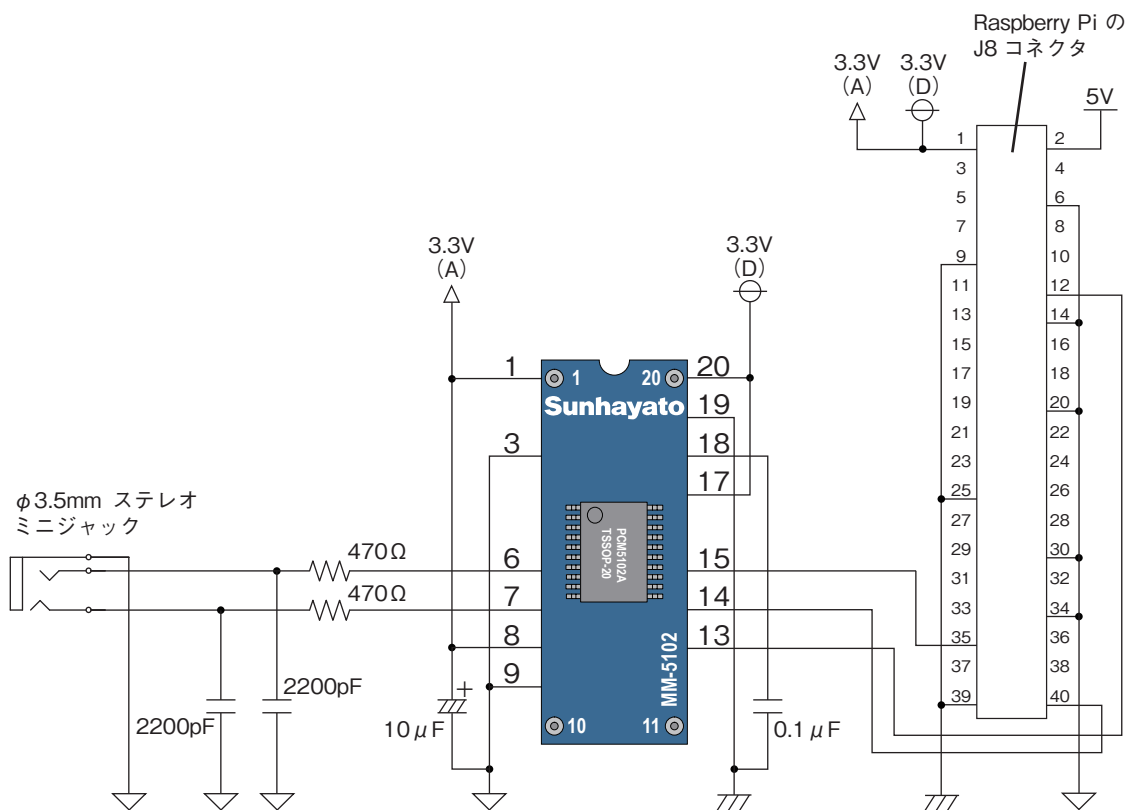 Raspberry Pi の
J8 コネクタ
3.3V
(A)
3.3V
(D)
5V
1
2
3
4
5
6
7
8
9
10
11
12
13
14
15
16
17
18
19
20
21
22
23
24
25
26
27
28
29
30
31
32
33
34
35
36
37
38
39
40
3.3V
(A)
3.3V
(D)
1
3
6
7
8
9
20
19
18
17
15
14
13
1
20
Sunhayato
PCM5102A
TSSOP-20
MM-5102
10
11
φ3.5mm ステレオ
ミニジャック
470Ω
470Ω
2200pF
2200pF
+
10μF
0.1μF